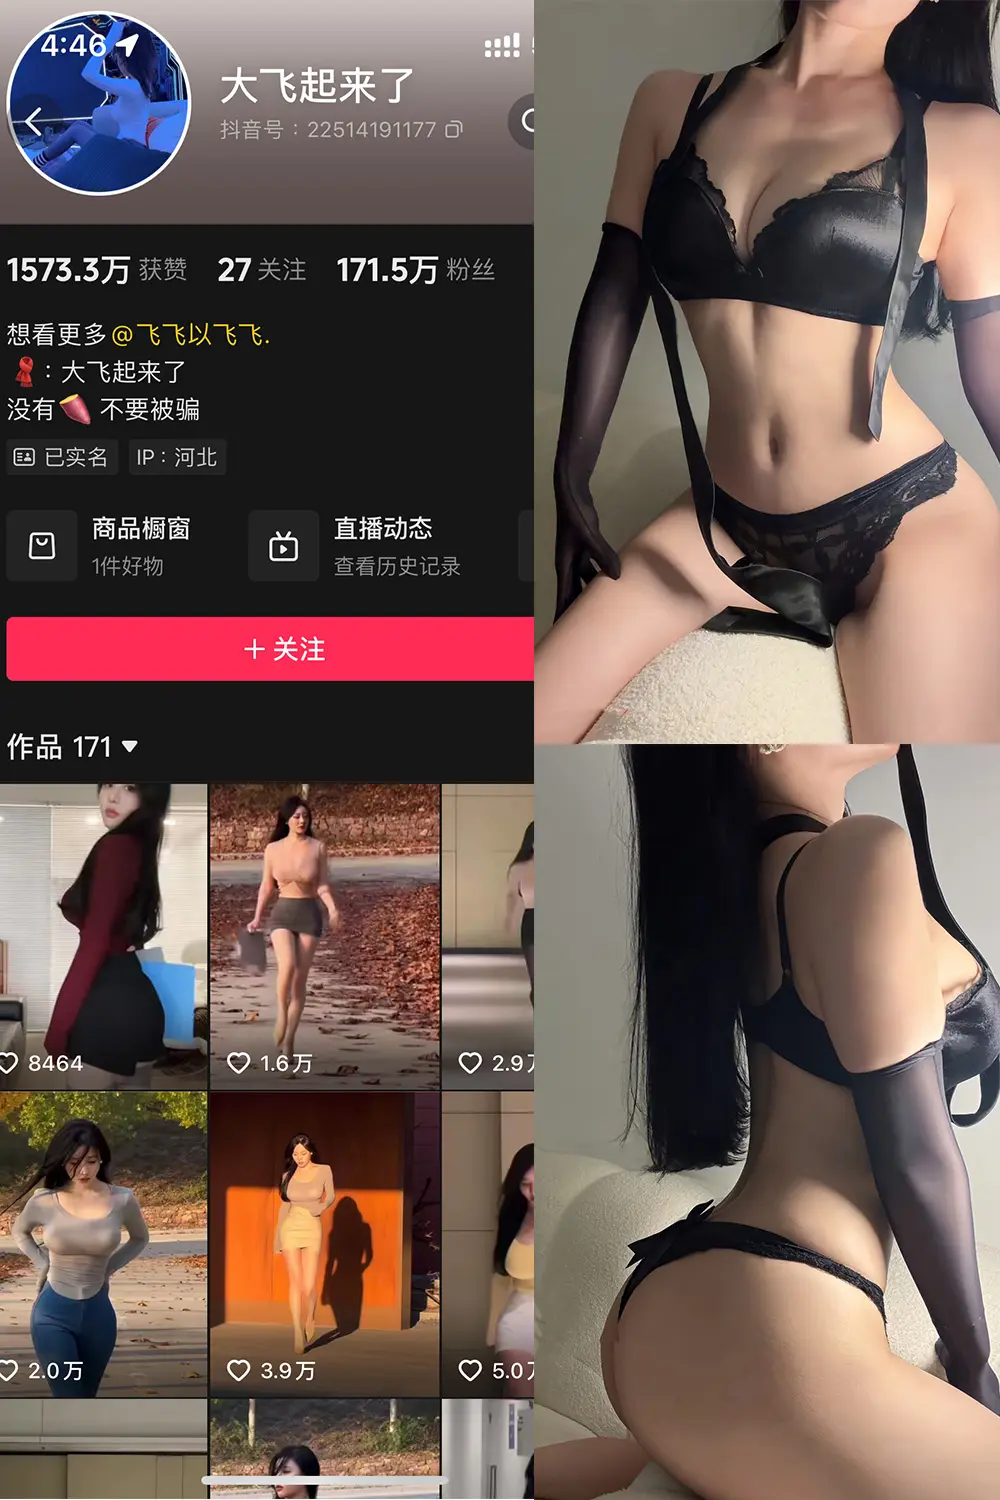 4:46
大飞起来了
抖音号：22514191177
1573.3万 获赞 27 关注 171.5万 粉丝
想看更多@飞飞以飞飞.
🧣：大飞起来了
没有🍠不要被骗
已实名 IP：河北
商品橱窗 直播动态
1件好物 查看历史记录
+ 关注
作品 171
8464 1.6万 2.9万
2.0万 3.9万 5.0万